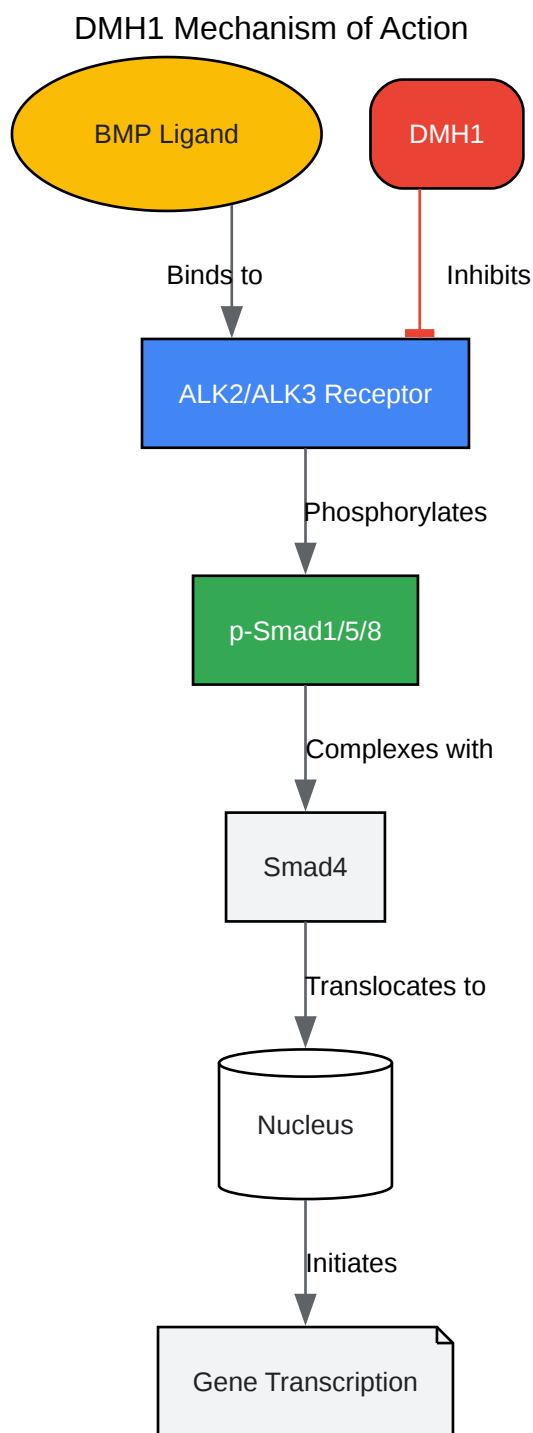 DMH1 Mechanism of Action
BMP Ligand
DMH1
Binds to
Inhibits
ALK2/ALK3 Receptor
Phosphorylates
p-Smad1/5/8
Complexes with
Smad4
Translocates to
Nucleus
Initiates
Gene Transcription